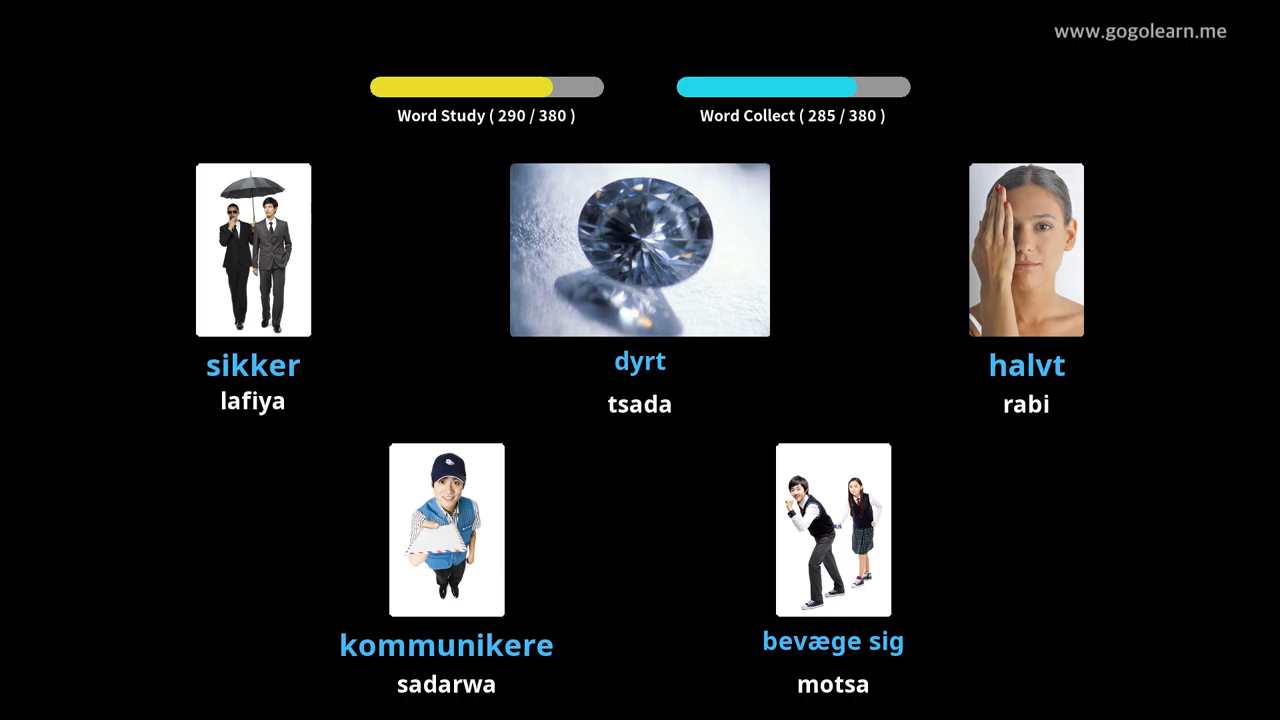 www.gogolearn.me
Word Study ( 290 / 380 )
Word Collect ( 285 / 380 )
sikker
lafiya
dyrt
tsada
halvt
rabi
kommunikere
sadarwa
bevæge sig
motsa